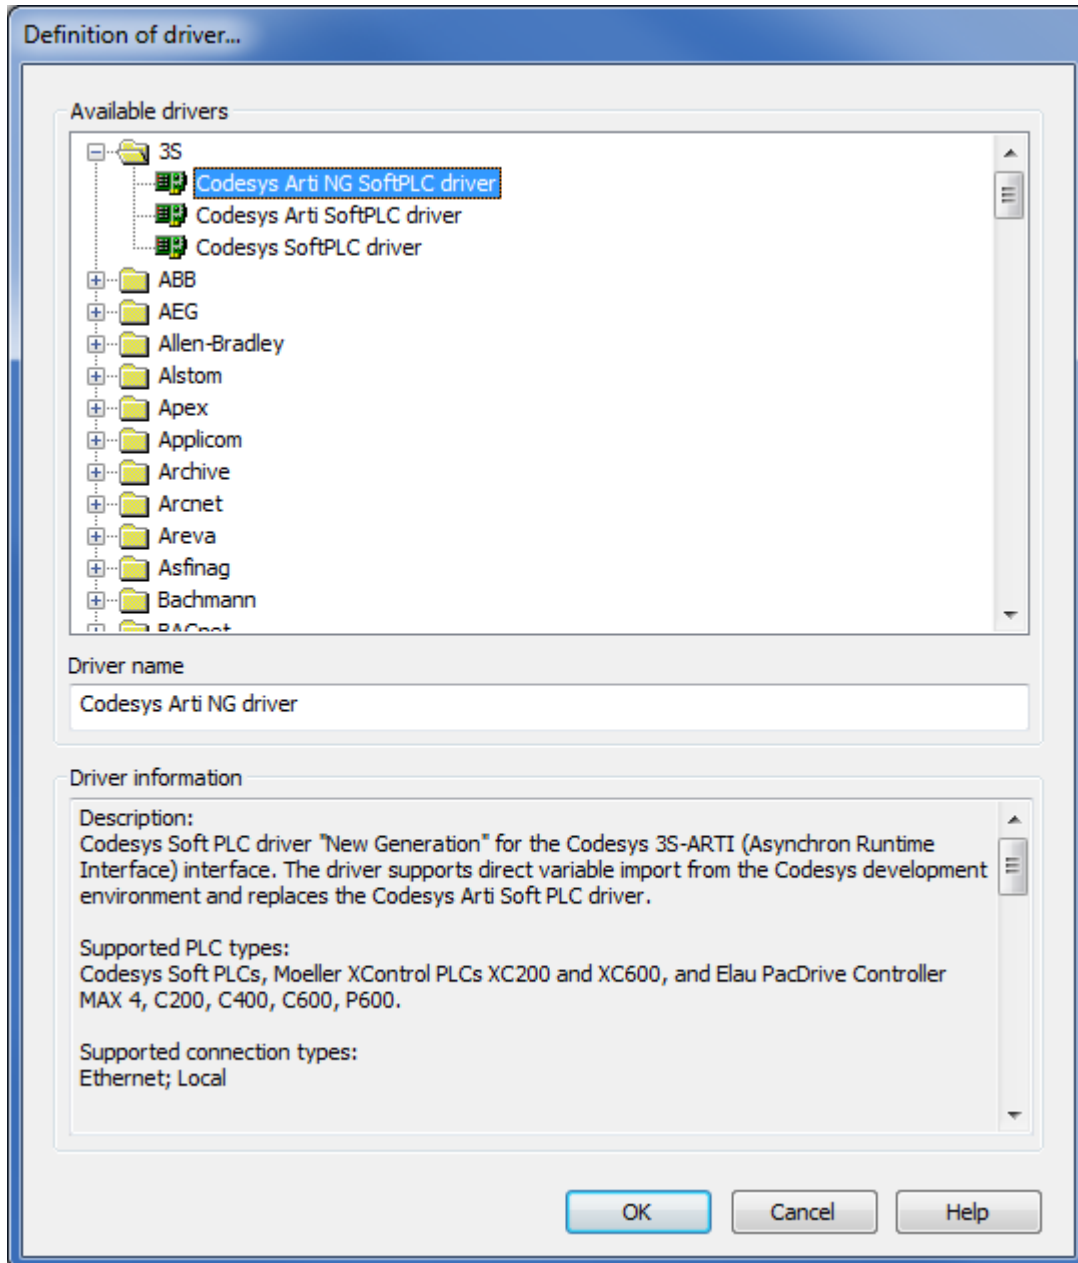 Definition of driver...
Available drivers
3S
Codesys Arti NG SoftPLC driver
Codesys Arti SoftPLC driver
Codesys SoftPLC driver
ABB
AEG
Allen-Bradley
Alstom
Apex
Applicom
Archive
Arcnet
Areva
Asfinag
Bachmann
BACnet
Driver name
Codesys Arti NG driver
Driver information
Description:
Codesys Soft PLC driver "New Generation" for the Codesys 3S-ARTI (Asynchron Runtime
Interface) interface. The driver supports direct variable import from the Codesys development
environment and replaces the Codesys Arti Soft PLC driver.
Supported PLC types:
Codesys Soft PLCs, Moeller XControl PLCs XC200 and XC600, and Elau PacDrive Controller
MAX 4, C200, C400, C600, P600.
Supported connection types:
Ethernet; Local
OK Cancel Help